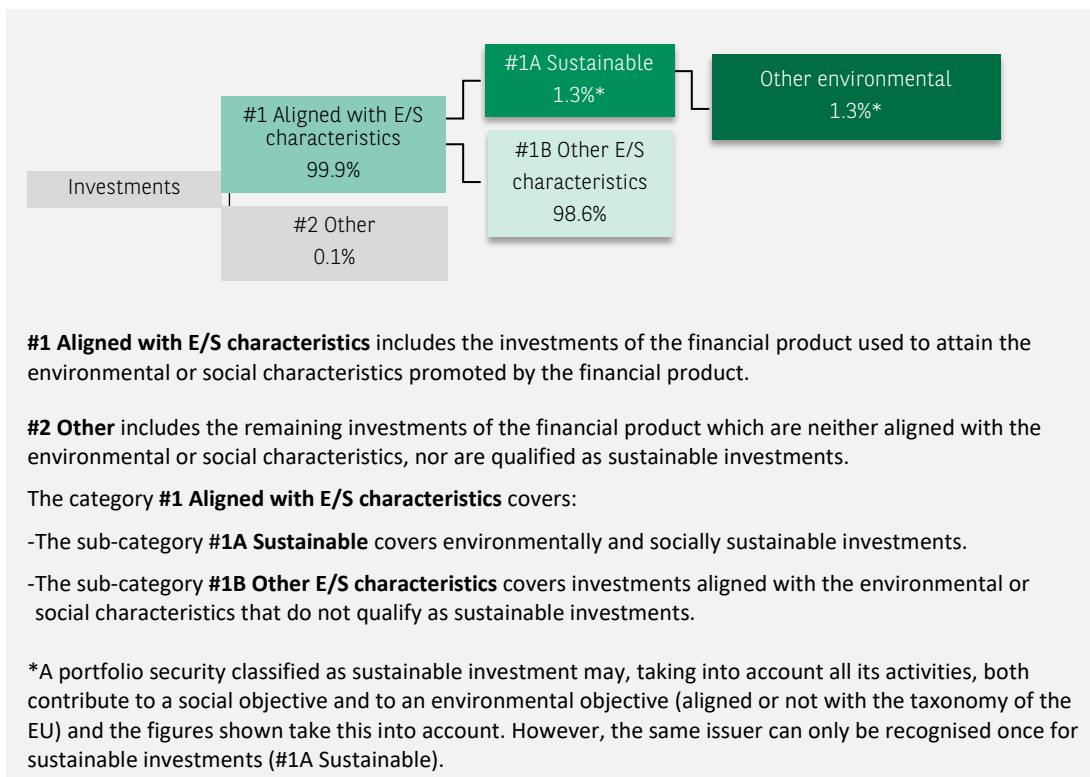 #1A Sustainable
1.3%*
Other environmental
1.3%*
#1 Aligned with E/S
characteristics
99.9%
#1B Other E/S
characteristics
98.6%
Investments
#2 Other
0.1%
#1 Aligned with E/S characteristics includes the investments of the financial product used to attain the
environmental or social characteristics promoted by the financial product.
#2 Other includes the remaining investments of the financial product which are neither aligned with the
environmental or social characteristics, nor are qualified as sustainable investments.
The category #1 Aligned with E/S characteristics covers:
-The sub-category #1A Sustainable covers environmentally and socially sustainable investments.
-The sub-category #1B Other E/S characteristics covers investments aligned with the environmental or
social characteristics that do not qualify as sustainable investments.
*A portfolio security classified as sustainable investment may, taking into account all its activities, both
contribute to a social objective and to an environmental objective (aligned or not with the taxonomy of the
EU) and the figures shown take this into account. However, the same issuer can only be recognised once for
sustainable investments (#1A Sustainable).